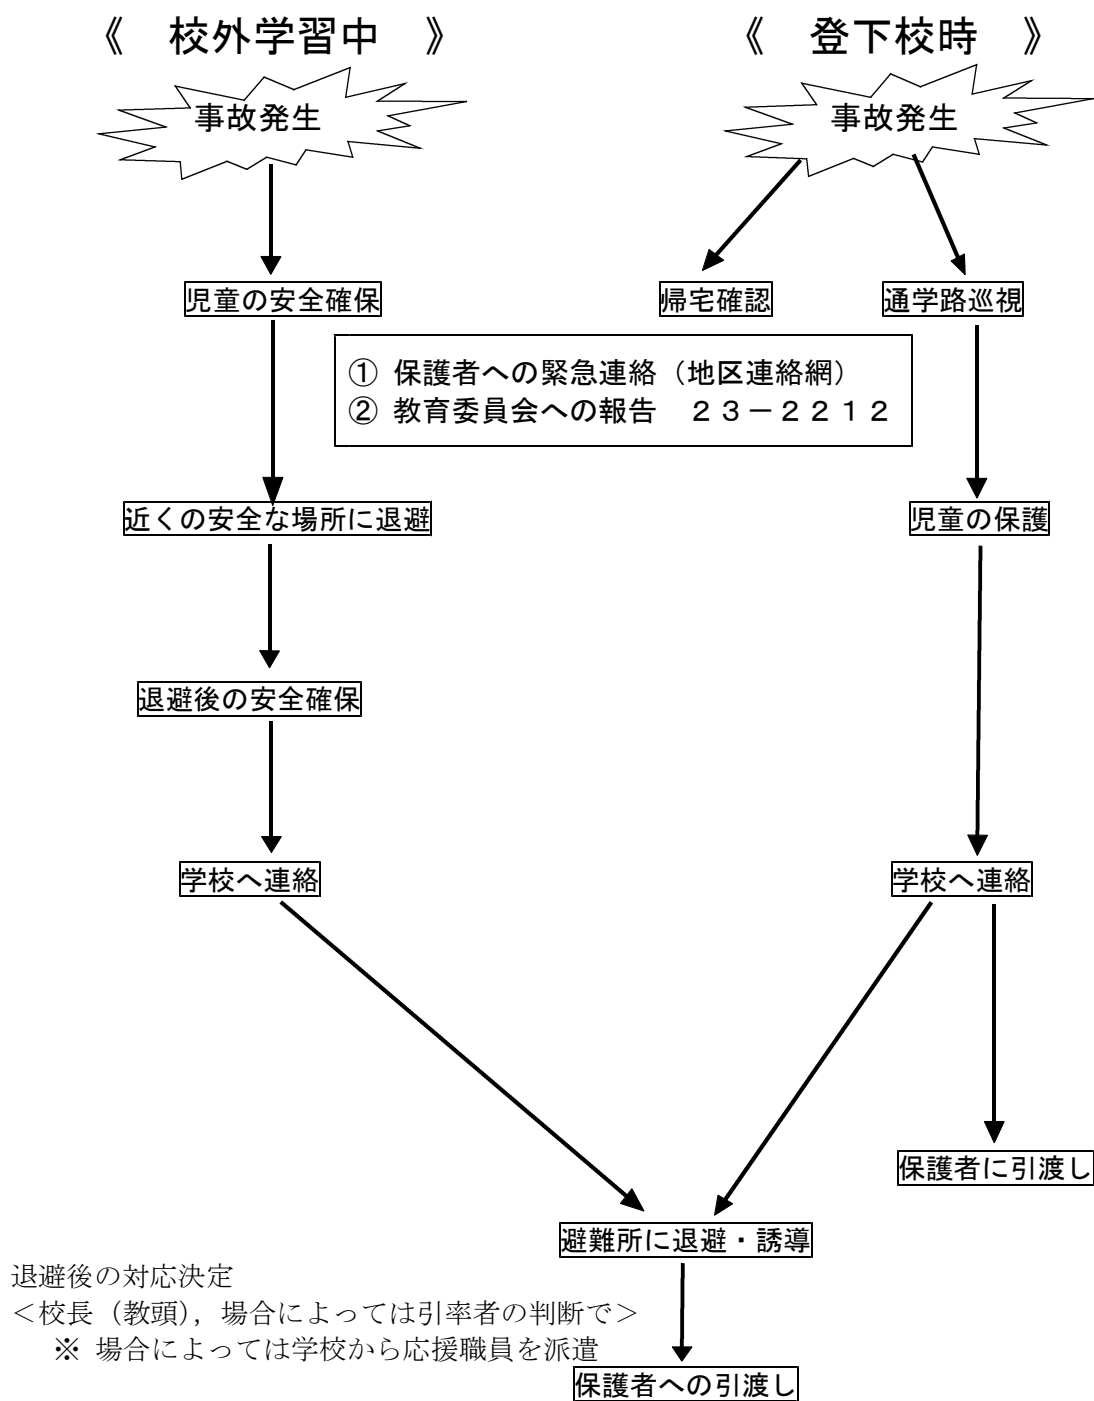 《　校外学習中　》
《　登下校時　》
事故発生
事故発生
児童の安全確保
帰宅確認
通学路巡視
① 保護者への緊急連絡（地区連絡網）
② 教育委員会への報告　２３－２２１２
近くの安全な場所に退避
児童の保護
退避後の安全確保
学校へ連絡
学校へ連絡
保護者に引渡し
避難所に退避・誘導
退避後の対応決定
＜校長（教頭），場合によっては引率者の判断で＞
※ 場合によっては学校から応援職員を派遣
保護者への引渡し